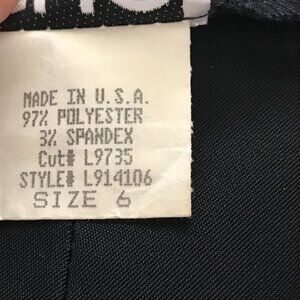 MADE IN U.S.A.
97% POLYESTER
3% SPANDEX
Cut# L9735
STYLE# L914106
SIZE 6